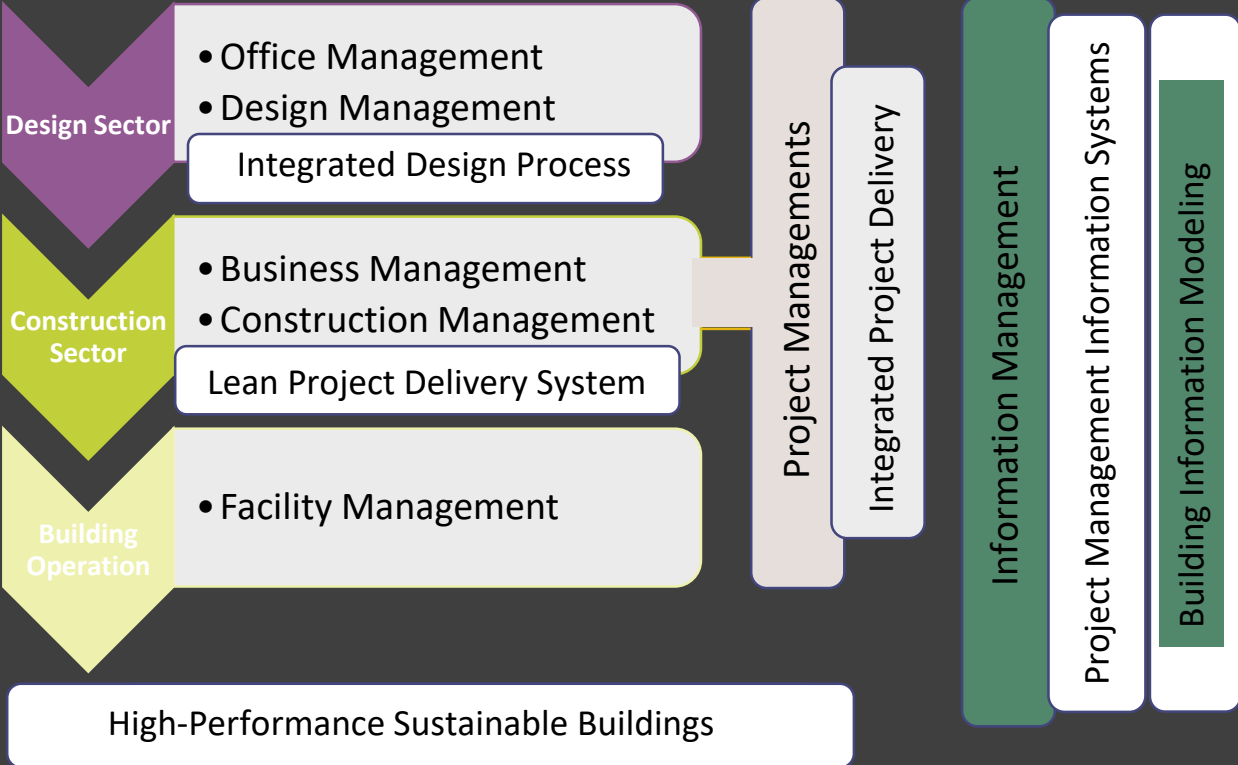 Design Sector
• Office Management
• Design Management
Integrated Design Process
Construction
Sector
• Business Management
• Construction Management
Lean Project Delivery System
Building
Operation
• Facility Management
High-Performance Sustainable Buildings
Project Managements
Integrated Project Delivery
Information Management
Project Management Information Systems
Building Information Modeling